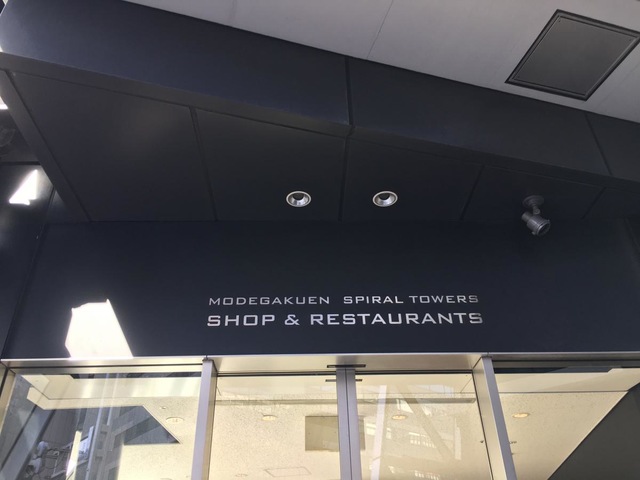 MODEGAKUEN SPIRAL TOWERS
SHOP & RESTAURANTS